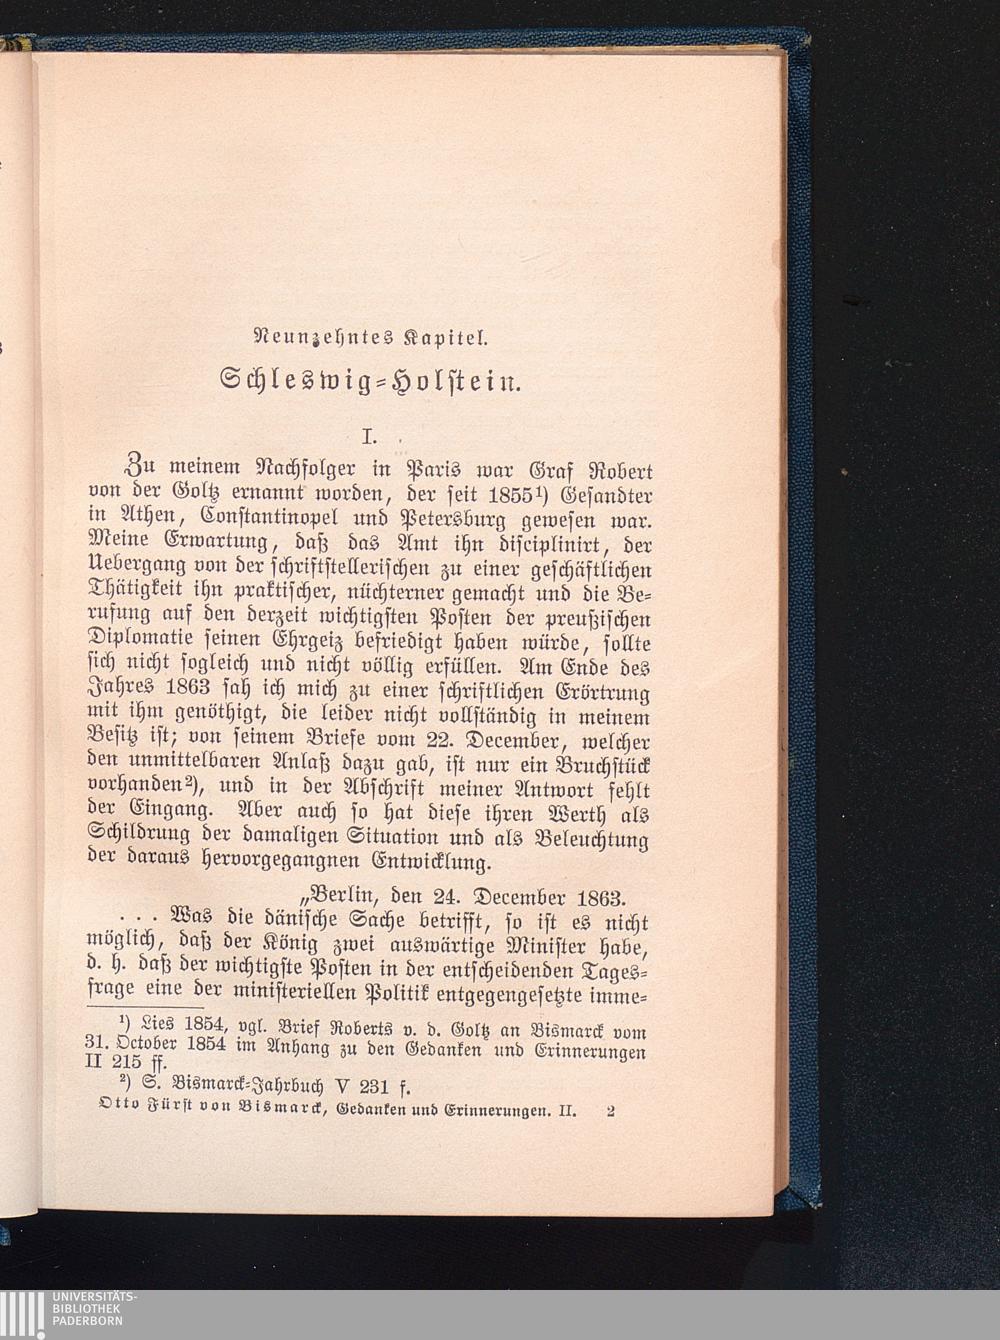 Neunzehntes Kapitel.
Schleswig-Holstein.
I.
Zu meinem Nachfolger in Paris war Graf Robert
von der Goltz ernannt worden, der seit 1855¹) Gesandter
in Athen, Constantinopel und Petersburg gewesen war.
Meine Erwartung, daß das Amt ihn disciplinirt, der
Uebergang von der schriftstellerischen zu einer geschäftlichen
Thätigkeit ihn praktischer, nüchterner gemacht und die Be-
rufung auf den derzeit wichtigsten Posten der preußischen
Diplomatie seinen Ehrgeiz befriedigt haben würde, sollte
sich nicht sogleich und nicht völlig erfüllen. Am Ende des
Jahres 1863 sah ich mich zu einer schriftlichen Erörtrung
mit ihm genöthigt, die leider nicht vollständig in meinem
Besitz ist; von seinem Briefe vom 22. December, welcher
den unmittelbaren Anlaß dazu gab, ist nur ein Bruchstück
vorhanden²), und in der Abschrift meiner Antwort fehlt
der Eingang. Aber auch so hat diese ihren Werth als
Schildrung der damaligen Situation und als Beleuchtung
der daraus hervorgegangnen Entwicklung.
„Berlin, den 24. December 1863.
. . . Was die dänische Sache betrifft, so ist es nicht
möglich, daß der König zwei auswärtige Minister habe,
d. h. daß der wichtigste Posten in der entscheidenden Tages-
frage eine der ministeriellen Politik entgegengesetzte imme-
¹) Lies 1854, vgl. Brief Roberts v. d. Goltz an Bismarck vom
31. October 1854 im Anhang zu den Gedanken und Erinnerungen
II 215 ff.
²) S. Bismarck-Jahrbuch V 231 f.
Otto Fürst von Bismarck, Gedanken und Erinnerungen. II. 2
UNIVERSITÄTS-
BIBLIOTHEK
PADERBORN